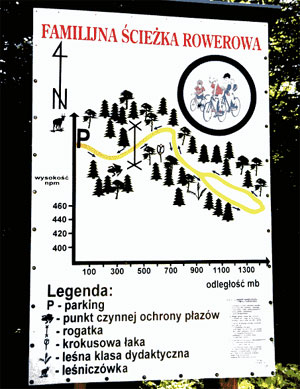 FAMILIJNA ŚCIEŻKA ROWEROWA
N
P
wysokość
npm
460
440
420
400
100 300 500 700 900 1100 1300
odległość mb
Legenda:
P - parking
- punkt czynnej ochrony płazów
- rogatka
- krokusowa łaka
- leśna klasa dydaktyczna
- leśniczówka